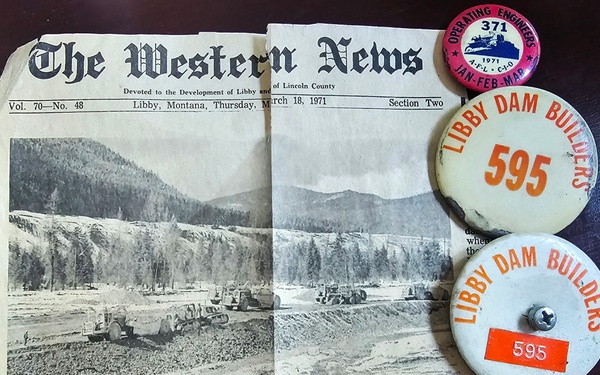 The Western News
Devoted to the Development of Libby and of Lincoln County
Vol. 70—No. 48 Libby, Montana, Thursday, March 18, 1971 Section Two
OPERATING ENGINEERS
371
1971
A-F-L · C-I-O
JAN-FEB-MAR
LIBBY DAM BUILDERS
595
LIBBY DAM BUILDERS
595